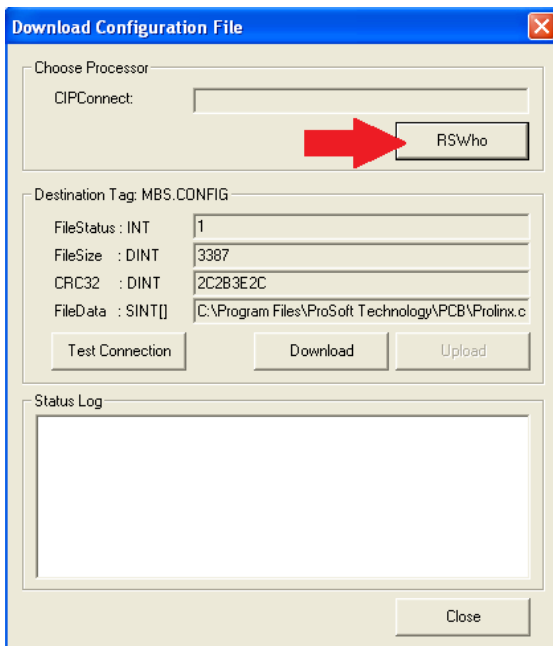 Download Configuration File
Choose Processor
CIPConnect:
RSWho
Destination Tag: MBS.CONFIG
FileStatus : INT 1
FileSize : DINT 3387
CRC32 : DINT 2C2B3E2C
FileData : SINT[] C:\Program Files\ProSoft Technology\PCB\Prolinx.c
Test Connection Download Upload
Status Log
Close